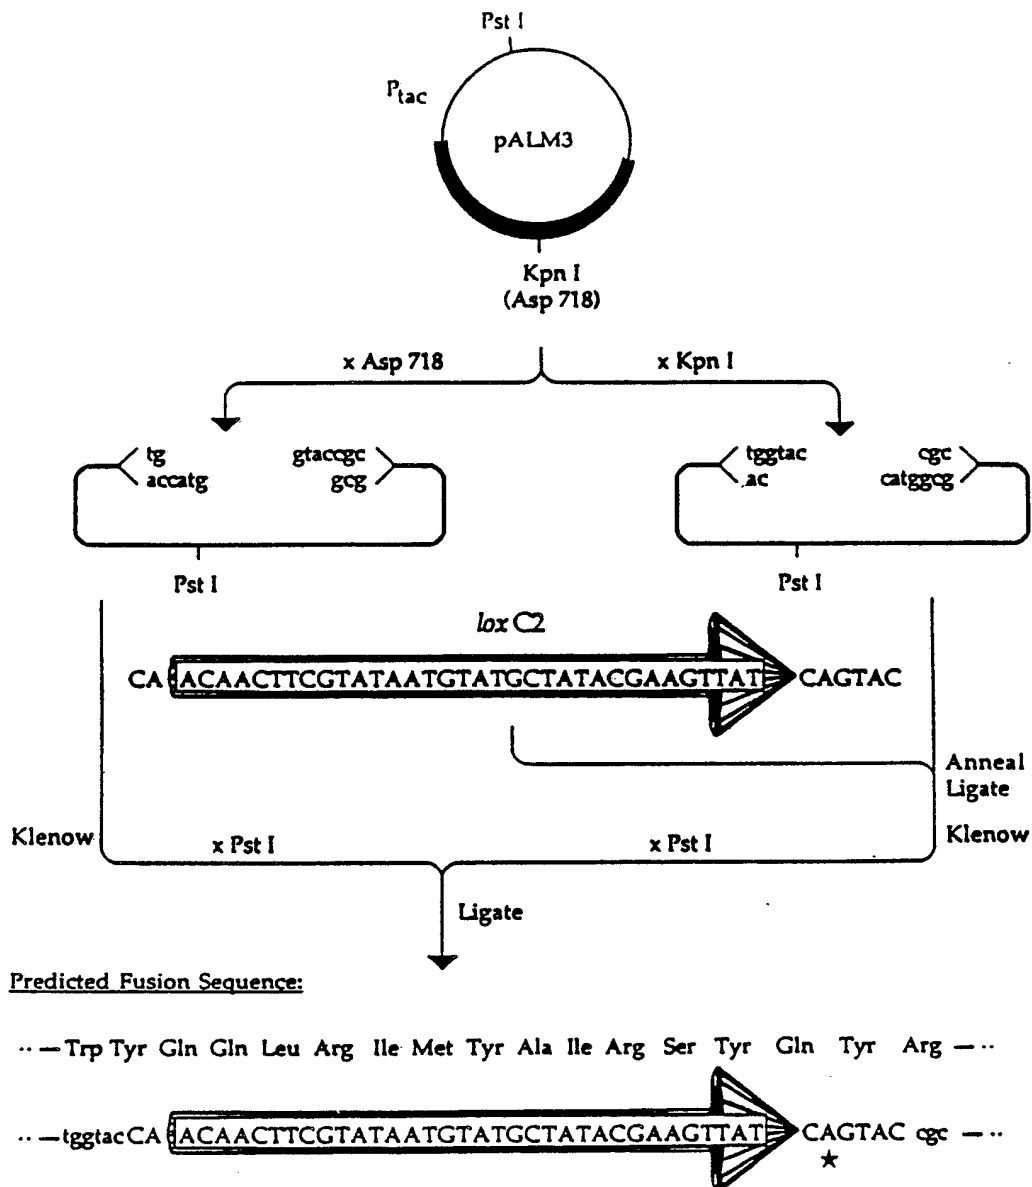 Pst I
Ptac
pALM3
Kpn I
(Asp 718)
x Asp 718
x Kpn I
tg gtaccgc
accatg gcg
tggtac cgc
ac catggcg
Pst I
Pst I
lox C2
CA ACAACTTCGTATAATGTATGCTATACGAAGTTAT CAGTAC
Anneal
Ligate
Klenow
x Pst I
x Pst I
Klenow
Ligate
Predicted Fusion Sequence:
·· — Trp Tyr Gln Gln Leu Arg Ile Met Tyr Ala Ile Arg Ser Tyr Gln Tyr Arg — ··
·· — tggtac CA ACAACTTCGTATAATGTATGCTATACGAAGTTAT CAGTAC cgc — ··
★